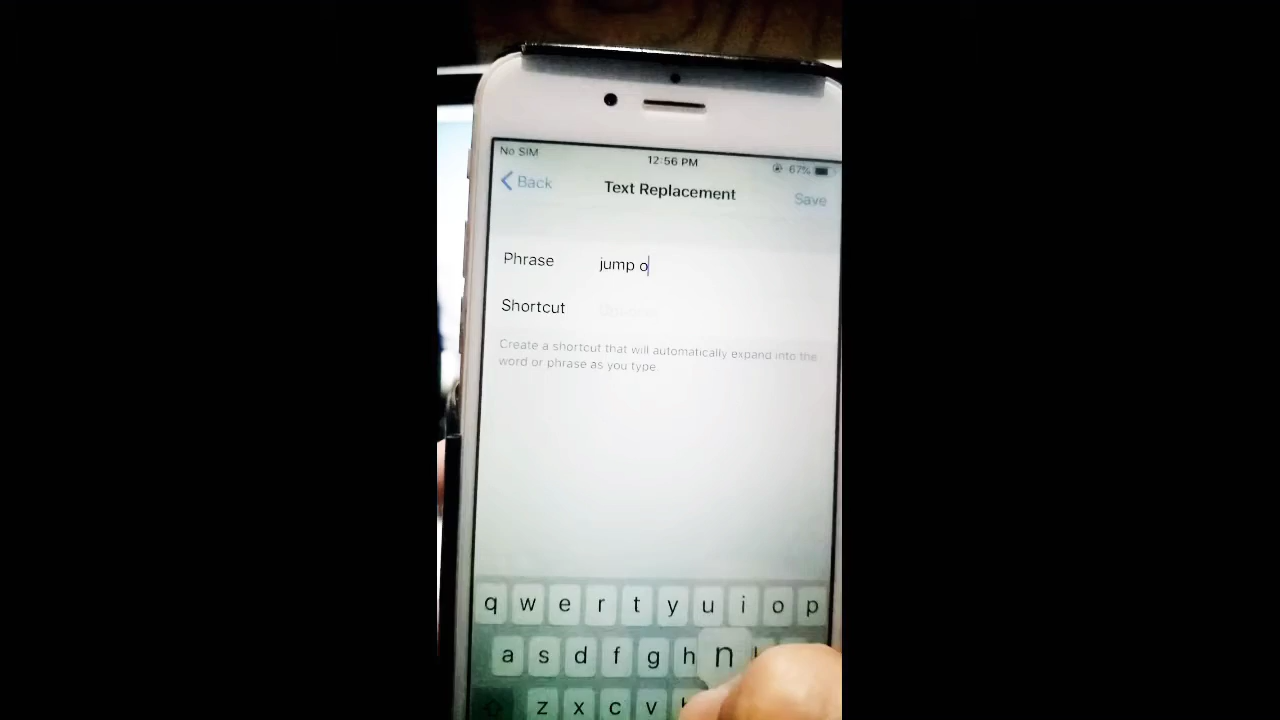 No SIM 12:56 PM 67%
Back Text Replacement Save
Phrase jump o
Shortcut Optional
Create a shortcut that will automatically expand into the
word or phrase as you type.
q w e r t y u i o p
a s d f g h n
z x c v